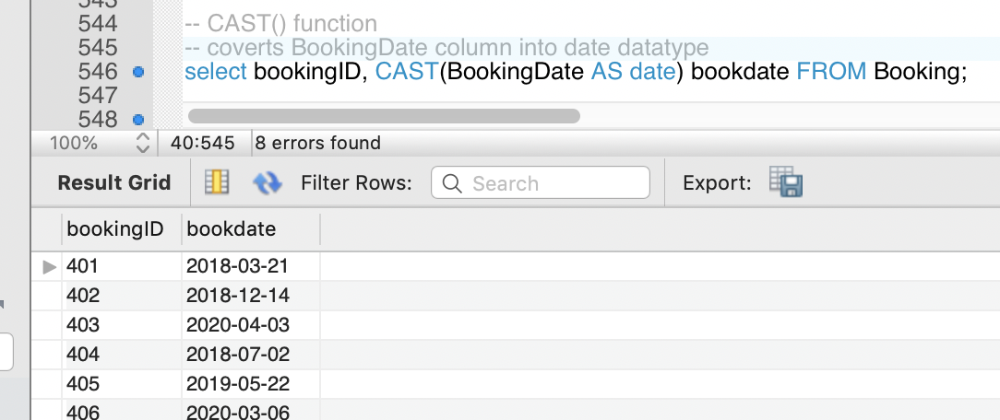 543
544 -- CAST() function
545 -- coverts BookingDate column into date datatype
546 select bookingID, CAST(BookingDate AS date) bookdate FROM Booking;
547
548
100% 40:545 8 errors found
Result Grid Filter Rows: Search Export:
bookingID bookdate
401 2018-03-21
402 2018-12-14
403 2020-04-03
404 2018-07-02
405 2019-05-22
406 2020-03-06